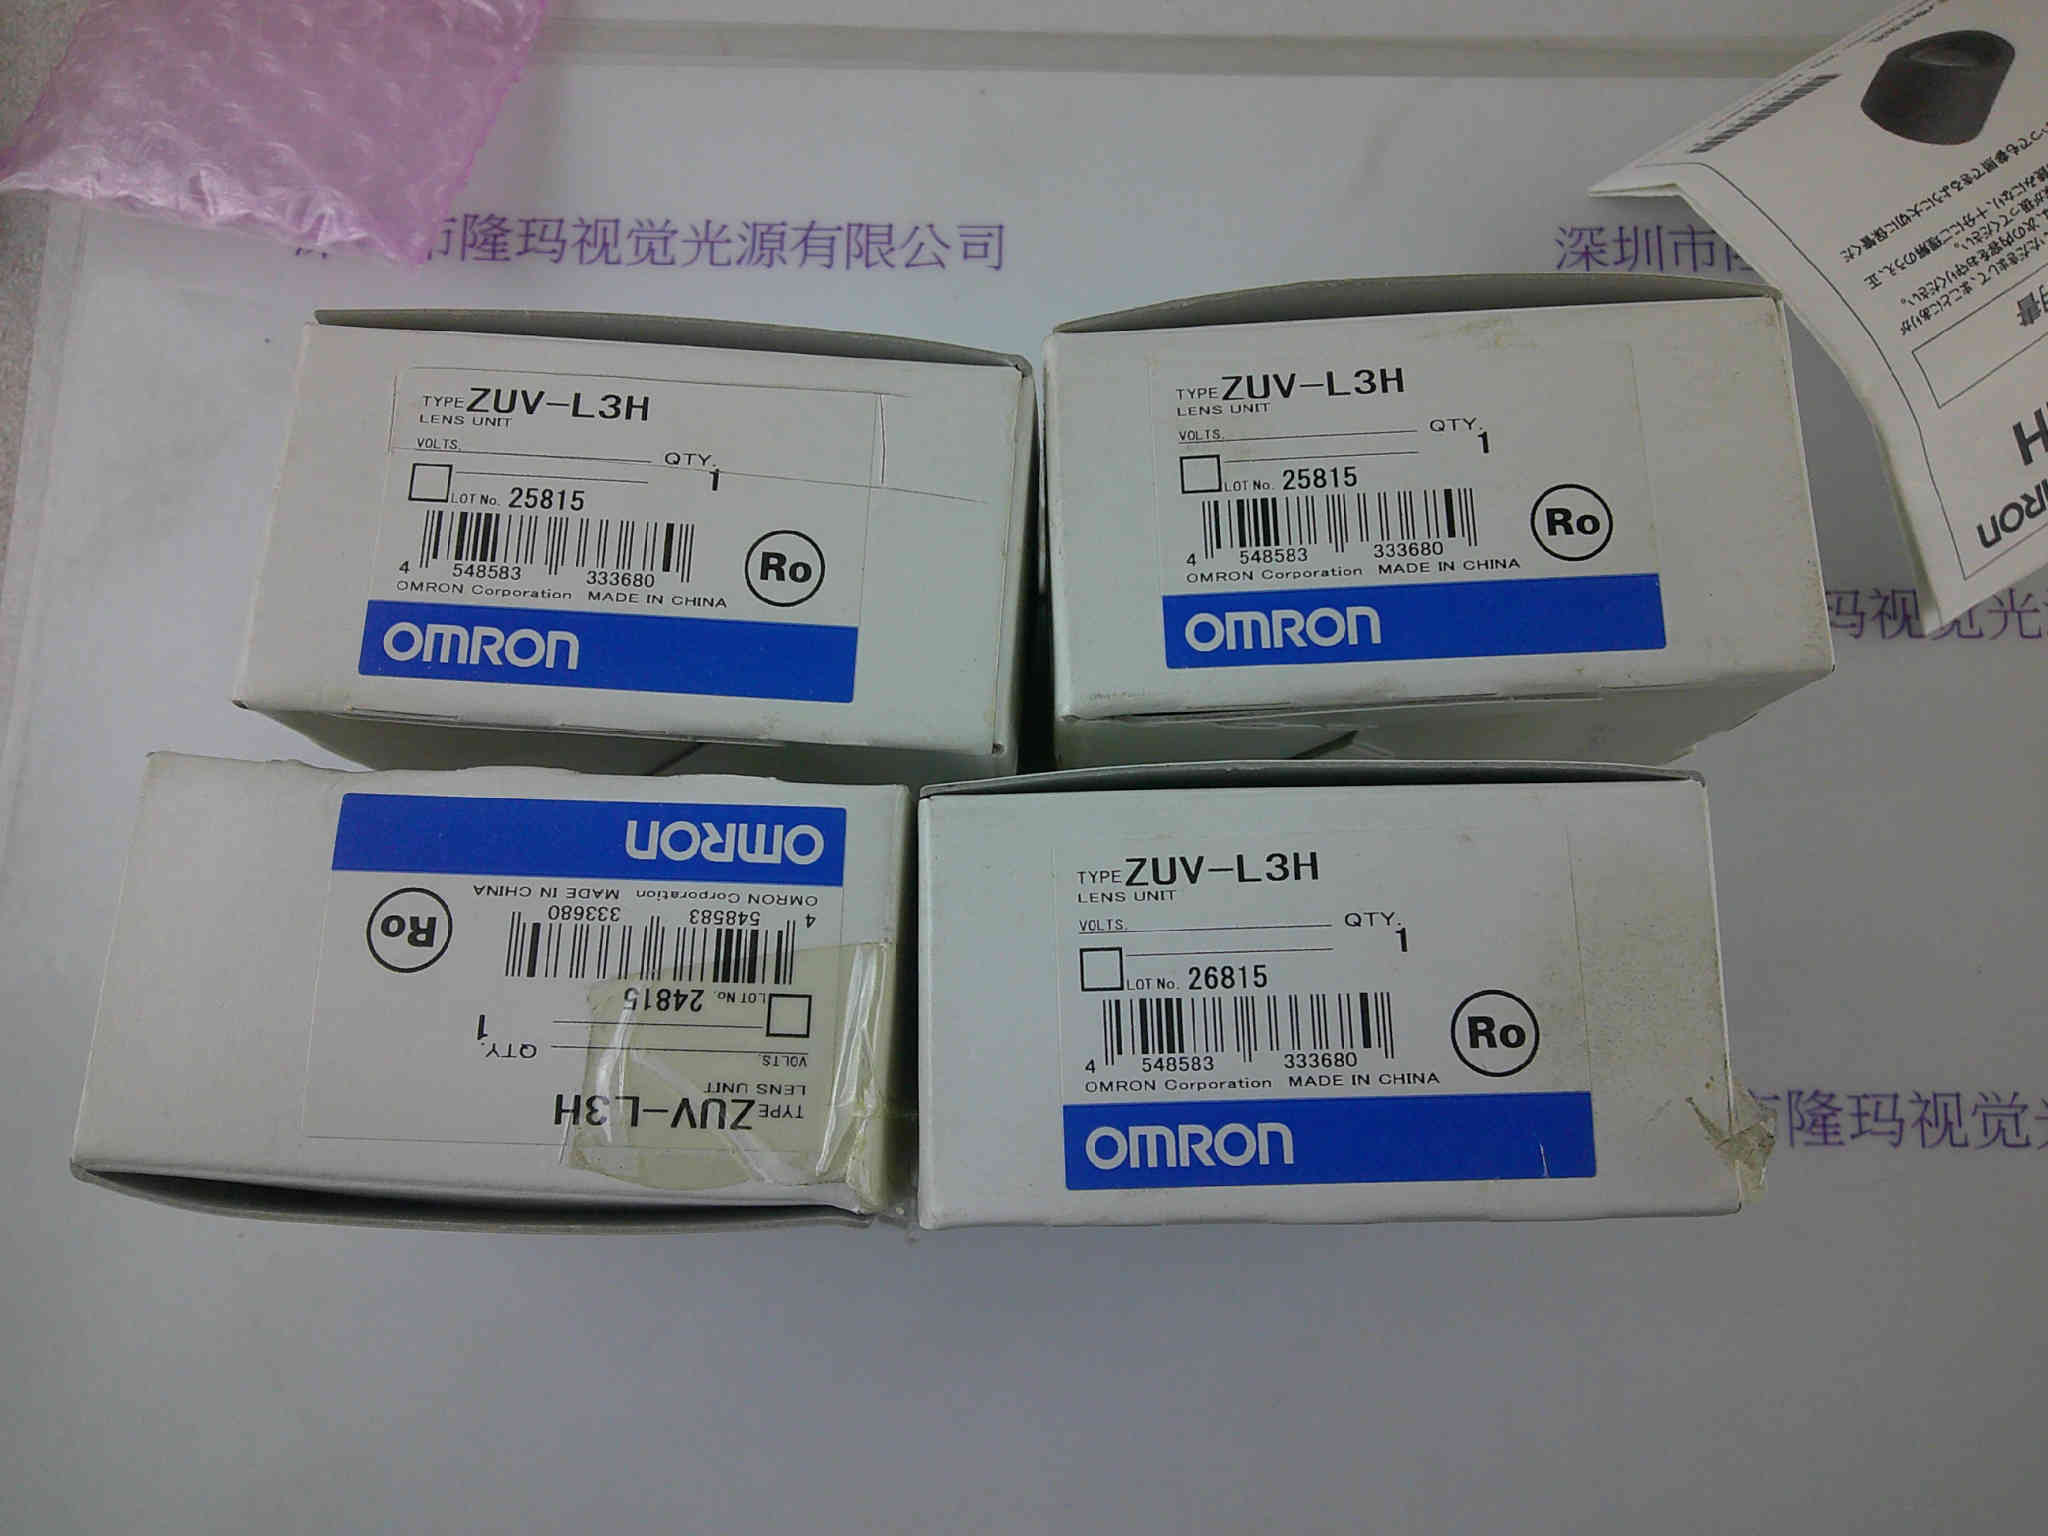 市隆玛视觉光源有限公司
深圳市
TYPE ZUV-L3H
LENS UNIT
VOLTS.
QTY.
1
LOT No. 25815
4 548583 333680
OMRON Corporation MADE IN CHINA
Ro
OMRON
TYPE ZUV-L3H
LENS UNIT
VOLTS.
QTY.
1
LOT No. 25815
4 548583 333680
OMRON Corporation MADE IN CHINA
Ro
OMRON
TYPE ZUV-L3H
LENS UNIT
VOLTS.
QTY.
1
LOT No. 24815
4 548583 333680
OMRON Corporation MADE IN CHINA
Ro
OMRON
TYPE ZUV-L3H
LENS UNIT
VOLTS.
QTY.
1
LOT No. 26815
4 548583 333680
OMRON Corporation MADE IN CHINA
Ro
OMRON
玛视觉光
隆玛视觉